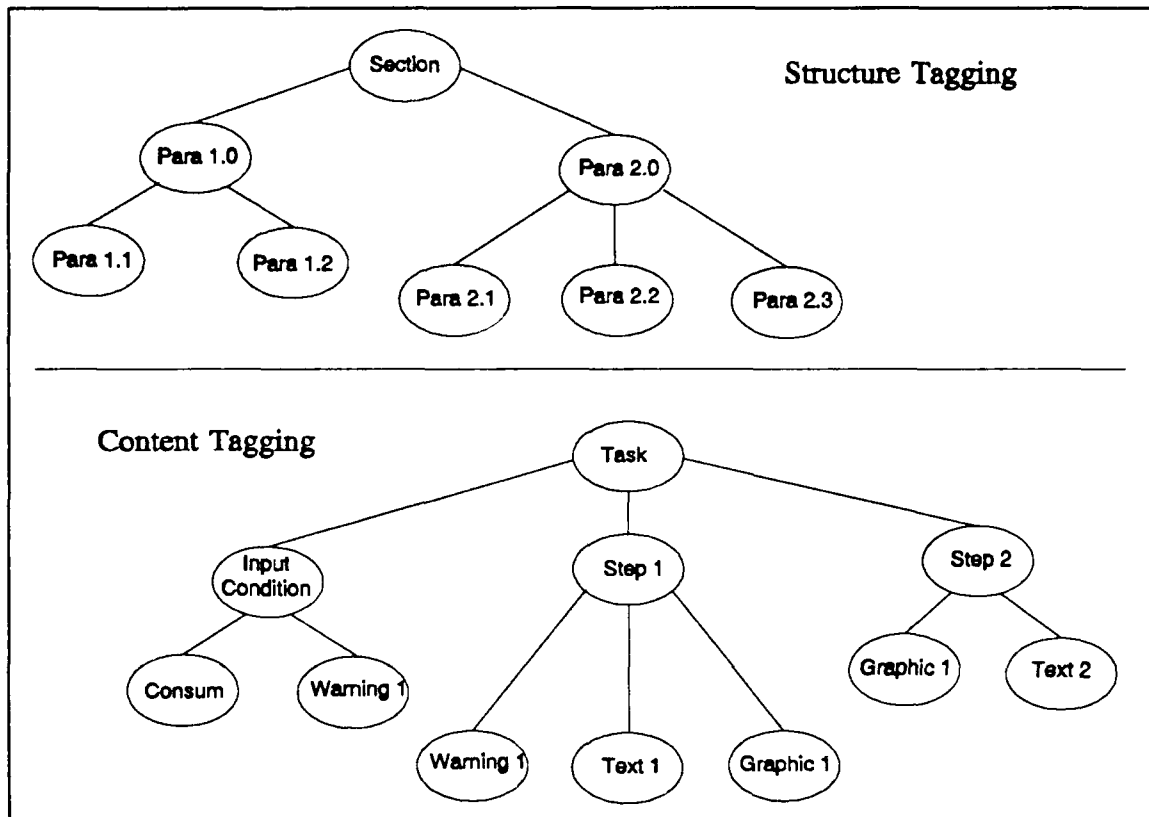 Section
Structure Tagging
Para 1.0
Para 2.0
Para 1.1
Para 1.2
Para 2.1
Para 2.2
Para 2.3
Content Tagging
Task
Input
Condition
Step 1
Step 2
Consum
Warning 1
Graphic 1
Text 2
Warning 1
Text 1
Graphic 1